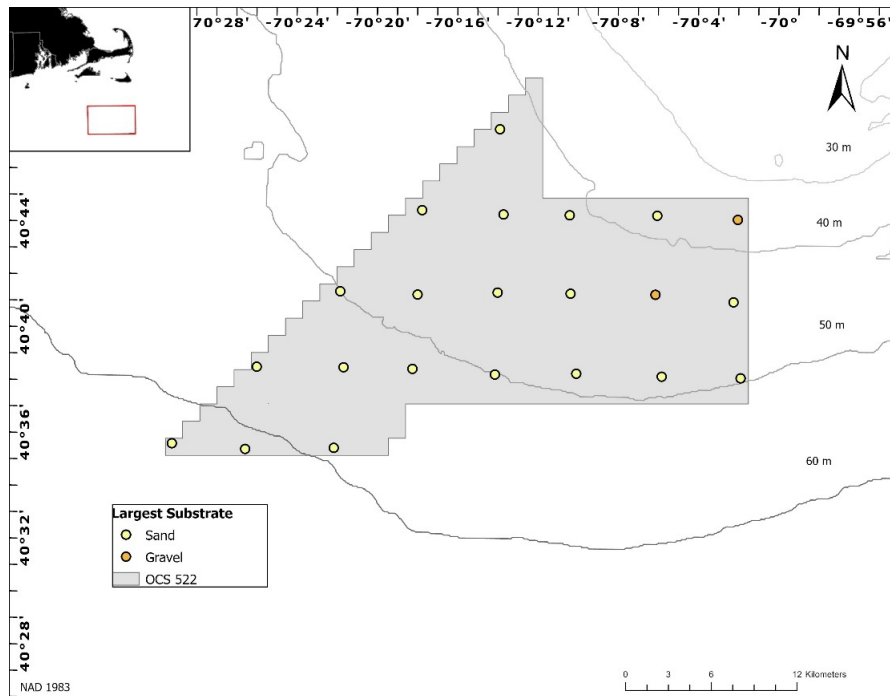 -70°28' -70°24' -70°20' -70°16' -70°12' -70°8' -70°4' -70° -69°56'
N
30 m
40 m
50 m
60 m
40°44'
40°40'
40°36'
40°32'
40°28'
Largest Substrate
Sand
Gravel
OCS 522
NAD 1983
0 3 6 12 Kilometers